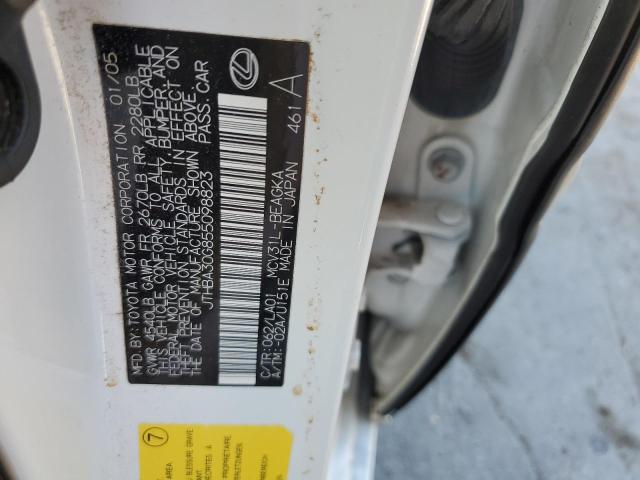 MFD. BY: TOYOTA MOTOR CORPORATION 01/05
GVWR 4540LB GAWR FR 2670LB RR 2280LB
THIS VEHICLE CONFORMS TO ALL APPLICABLE
FEDERAL MOTOR VEHICLE SAFETY, BUMPER, AND
THEFT PREVENTION STANDARDS IN EFFECT ON
THE DATE OF MANUFACTURE SHOWN ABOVE.
JTHBA30G855098823 PASS. CAR
C/TR:062/LA01 MCV31L-BEAGKA
A/TM:-02A/U151E MADE IN JAPAN 461 A
7